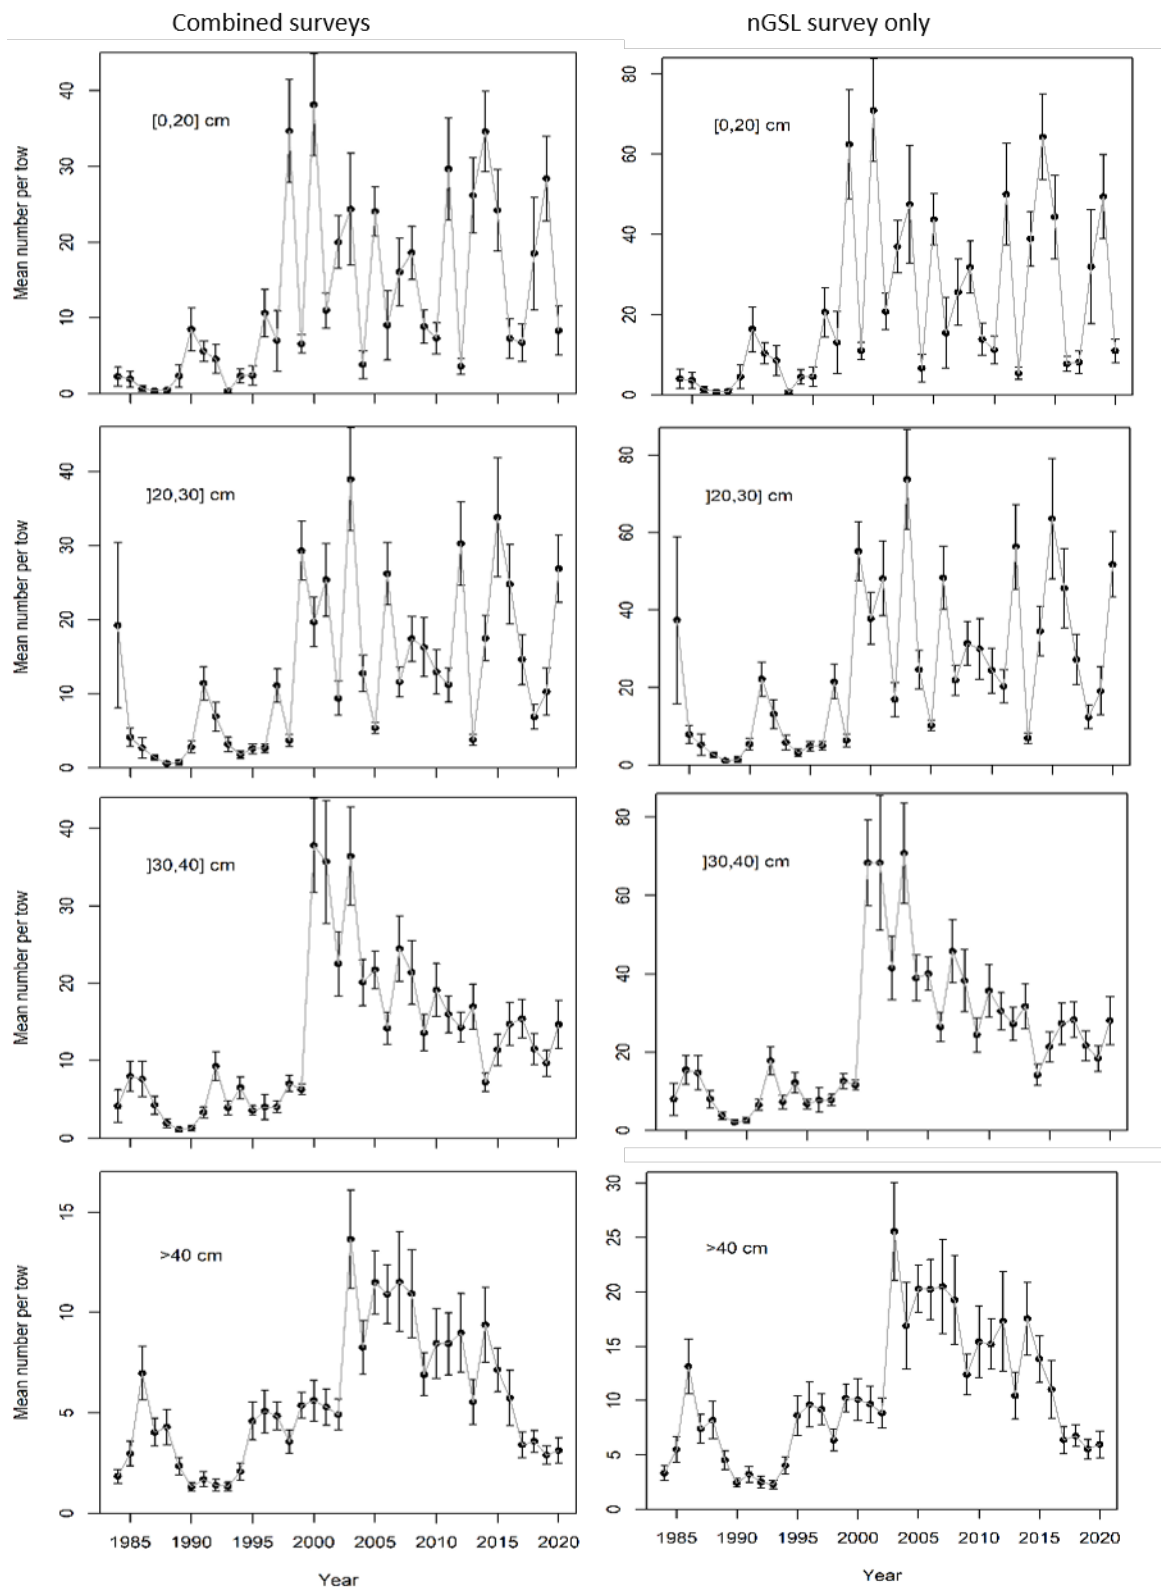 Combined surveys
nGSL survey only
Mean number per tow
0 10 20 30 40
[0,20] cm
0 20 40 60 80
[0,20] cm
Mean number per tow
0 10 20 30 40
]20,30] cm
0 20 40 60 80
]20,30] cm
Mean number per tow
0 10 20 30 40
]30,40] cm
0 20 40 60 80
]30,40] cm
Mean number per tow
0 5 10 15
>40 cm
0 5 10 15 20 25 30
>40 cm
1985 1990 1995 2000 2005 2010 2015 2020
1985 1990 1995 2000 2005 2010 2015 2020
Year
Year